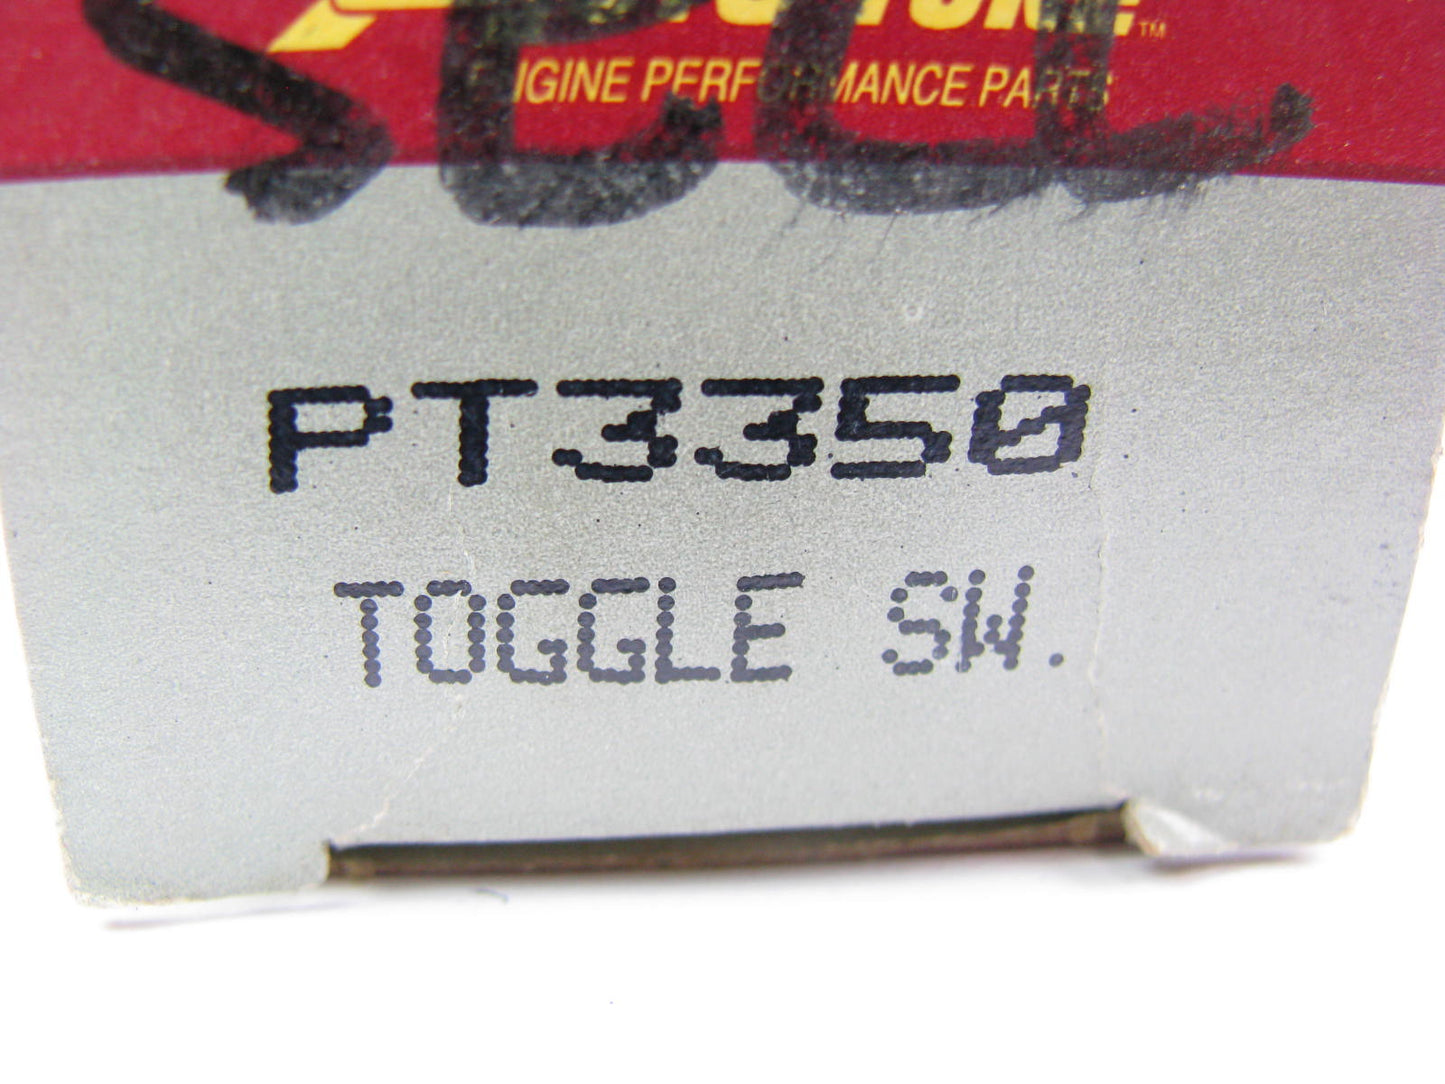 ENGINE PERFORMANCE PARTS
PT3350
TOGGLE SW.